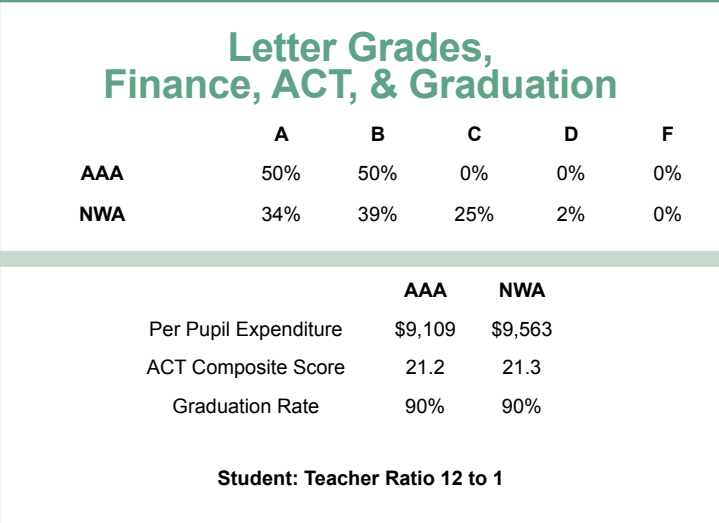 Letter Grades,
Finance, ACT, & Graduation
A B C D F
AAA 50% 50% 0% 0% 0%
NWA 34% 39% 25% 2% 0%
AAA NWA
Per Pupil Expenditure $9,109 $9,563
ACT Composite Score 21.2 21.3
Graduation Rate 90% 90%
Student: Teacher Ratio 12 to 1